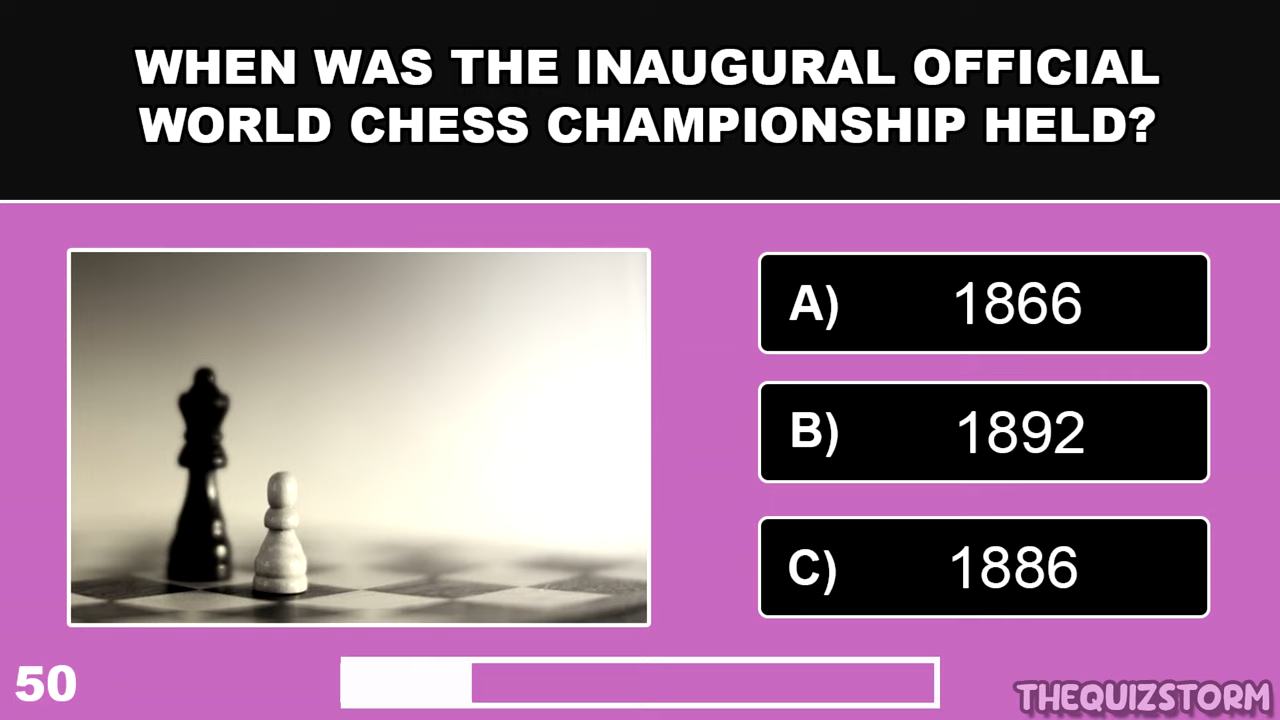 WHEN WAS THE INAUGURAL OFFICIAL
WORLD CHESS CHAMPIONSHIP HELD?
A) 1866
B) 1892
C) 1886
50
THEQUIZSTORM